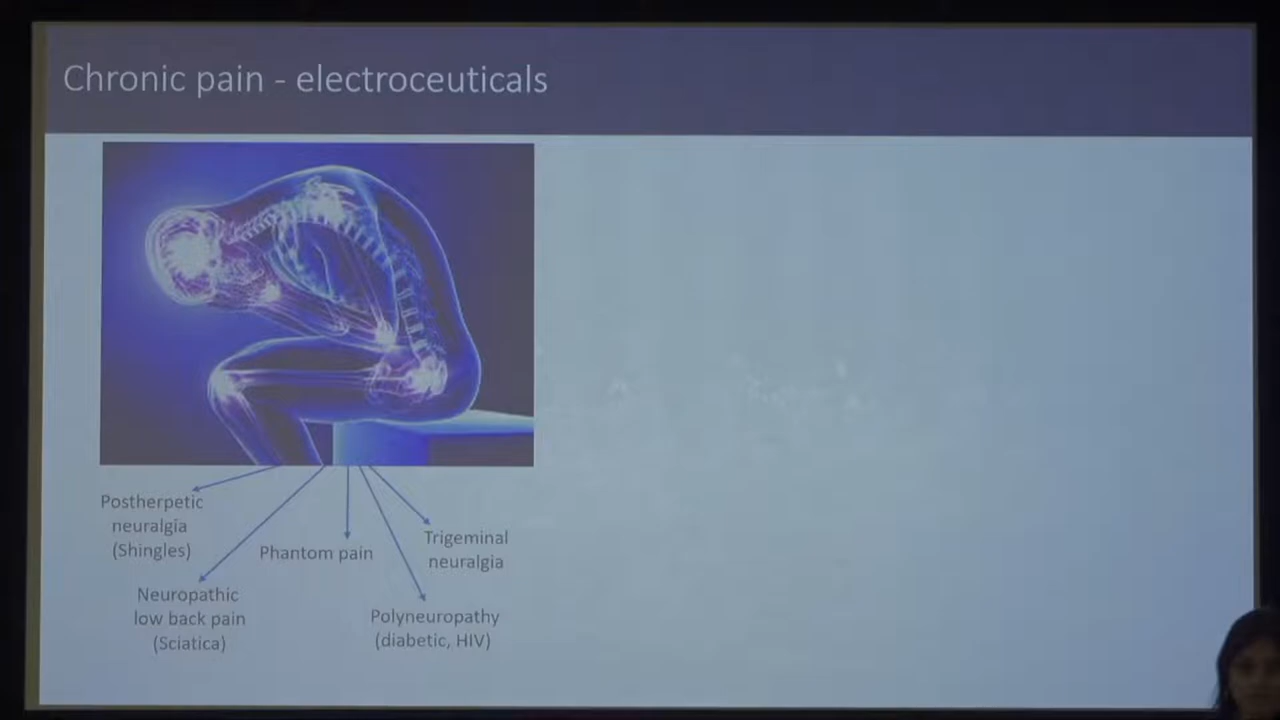 Chronic pain - electroceuticals
Postherpetic
neuralgia
(Shingles)
Neuropathic
low back pain
(Sciatica)
Phantom pain
Polyneuropathy
(diabetic, HIV)
Trigeminal
neuralgia